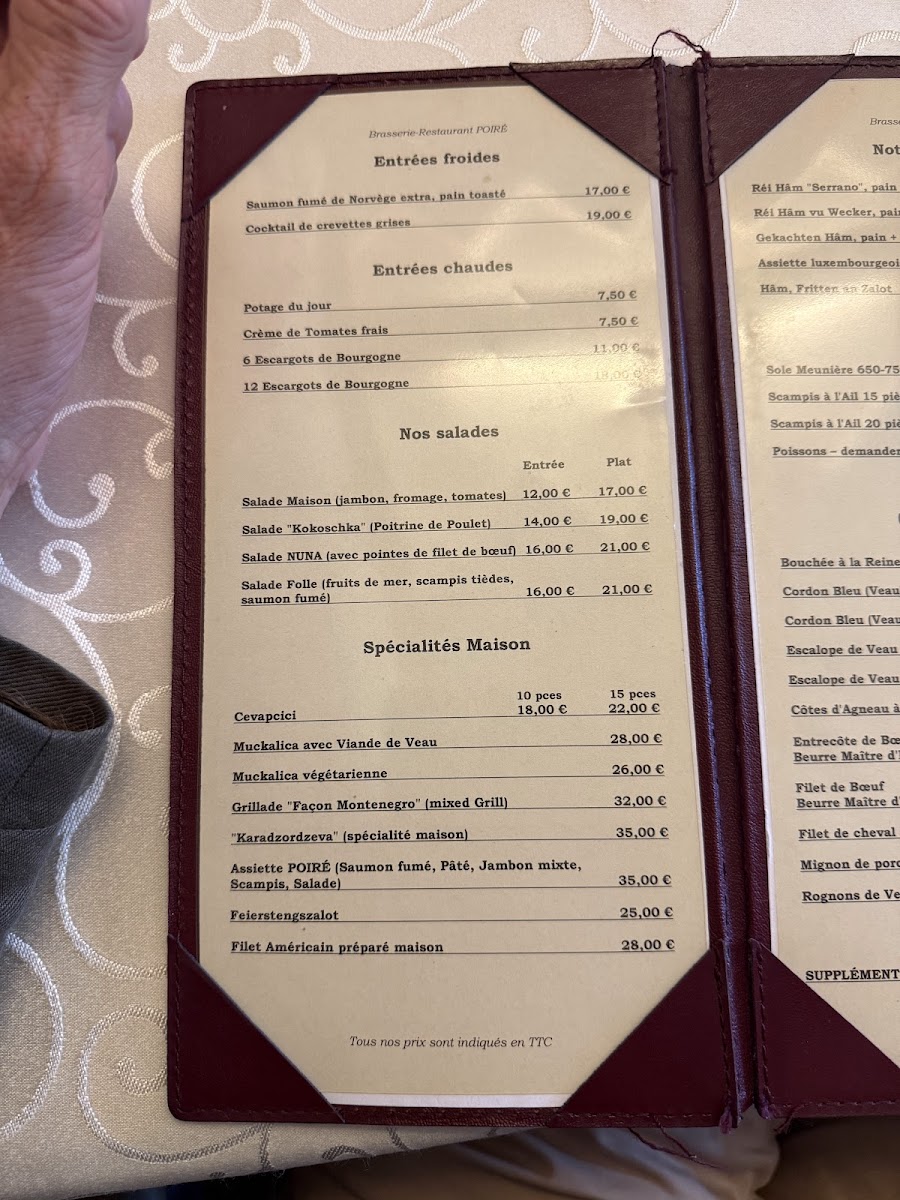 Brasserie-Restaurant POIRÉ
Entrées froides
Saumon fumé de Norvège extra, pain toasté 17,00 €
Cocktail de crevettes grises 19,00 €
Entrées chaudes
Potage du jour 7,50 €
Crème de Tomates frais 7,50 €
6 Escargots de Bourgogne 11,00 €
12 Escargots de Bourgogne 18,00 €
Nos salades
Entrée Plat
Salade Maison (jambon, fromage, tomates) 12,00 € 17,00 €
Salade "Kokoschka" (Poitrine de Poulet) 14,00 € 19,00 €
Salade NUNA (avec pointes de filet de bœuf) 16,00 € 21,00 €
Salade Folle (fruits de mer, scampis tièdes,
saumon fumé) 16,00 € 21,00 €
Spécialités Maison
10 pces 15 pces
Cevapcici 18,00 € 22,00 €
Muckalica avec Viande de Veau 28,00 €
Muckalica végétarienne 26,00 €
Grillade "Façon Montenegro" (mixed Grill) 32,00 €
"Karadzordzeva" (spécialité maison) 35,00 €
Assiette POIRÉ (Saumon fumé, Pâté, Jambon mixte,
Scampis, Salade) 35,00 €
Feierstengszalot 25,00 €
Filet Américain préparé maison 28,00 €
Tous nos prix sont indiqués en TTC
Brass
Not
Réi Hâm "Serrano", pain
Réi Hâm vu Wecker, pai
Gekachten Hâm, pain +
Assiette luxembourgeoi
Hâm, Fritten an Zalot
Sole Meunière 650-75
Scampis à l'Ail 15 piè
Scampis à l'Ail 20 piè
Poissons – demander
Bouchée à la Reine
Cordon Bleu (Veau
Cordon Bleu (Veau
Escalope de Veau
Escalope de Veau
Côtes d'Agneau à
Entrecôte de Bœ
Beurre Maître d'
Filet de Bœuf
Beurre Maître d'
Filet de cheval
Mignon de porc
Rognons de Ve
SUPPLÉMENT